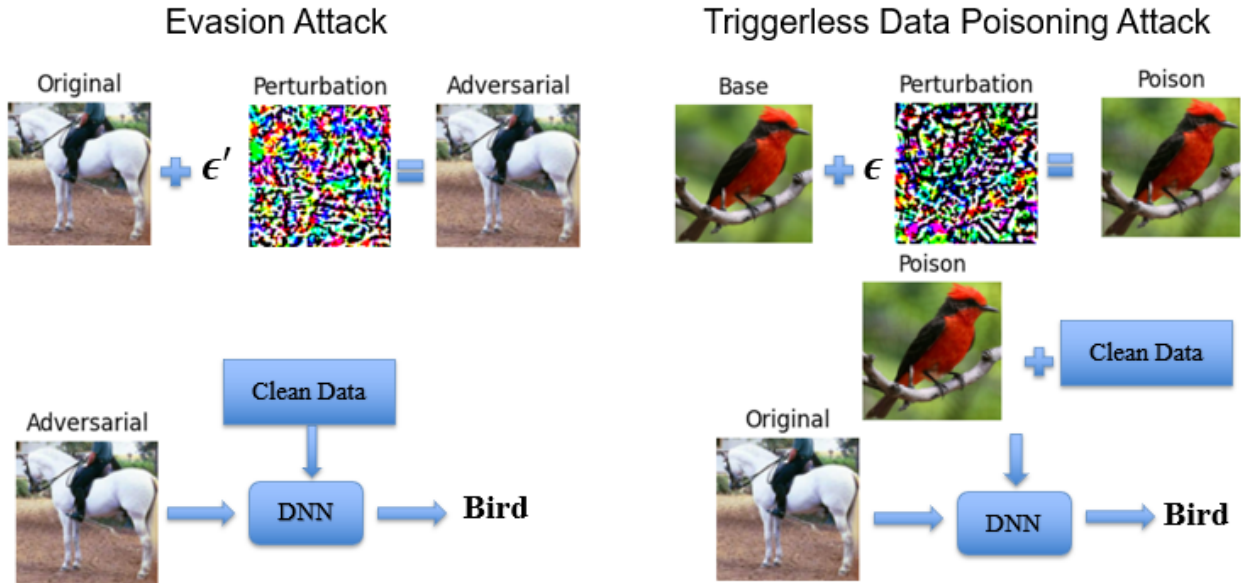 Evasion Attack
Original
Perturbation
Adversarial
+ ϵ′ =
Clean Data
Adversarial
DNN
Bird
Triggerless Data Poisoning Attack
Base
Perturbation
Poison
+ ϵ =
Poison
+
Clean Data
Original
DNN
Bird